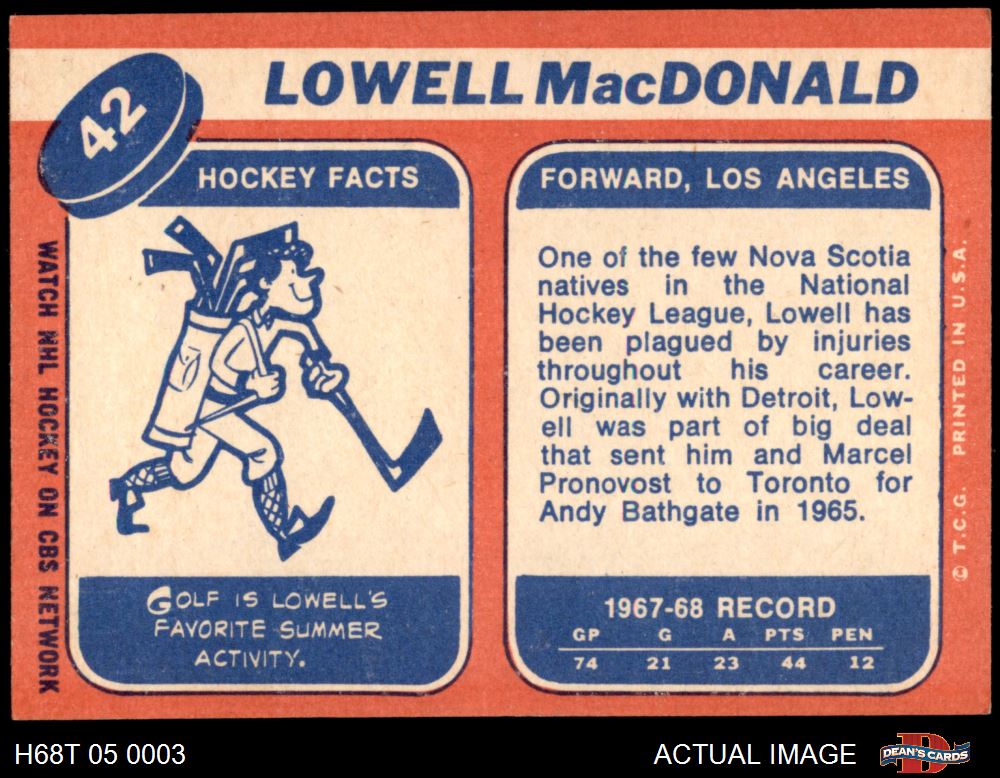 42
LOWELL MacDONALD
HOCKEY FACTS
GOLF IS LOWELL'S
FAVORITE SUMMER
ACTIVITY.
FORWARD, LOS ANGELES
One of the few Nova Scotia
natives in the National
Hockey League, Lowell has
been plagued by injuries
throughout his career.
Originally with Detroit, Low-
ell was part of big deal
that sent him and Marcel
Pronovost to Toronto for
Andy Bathgate in 1965.
1967-68 RECORD
GP G A PTS PEN
74 21 23 44 12
WATCH NHL HOCKEY ON CBS NETWORK
© T.C.G. PRINTED IN U.S.A.
H68T 05 0003
ACTUAL IMAGE
D
DEAN'S CARDS